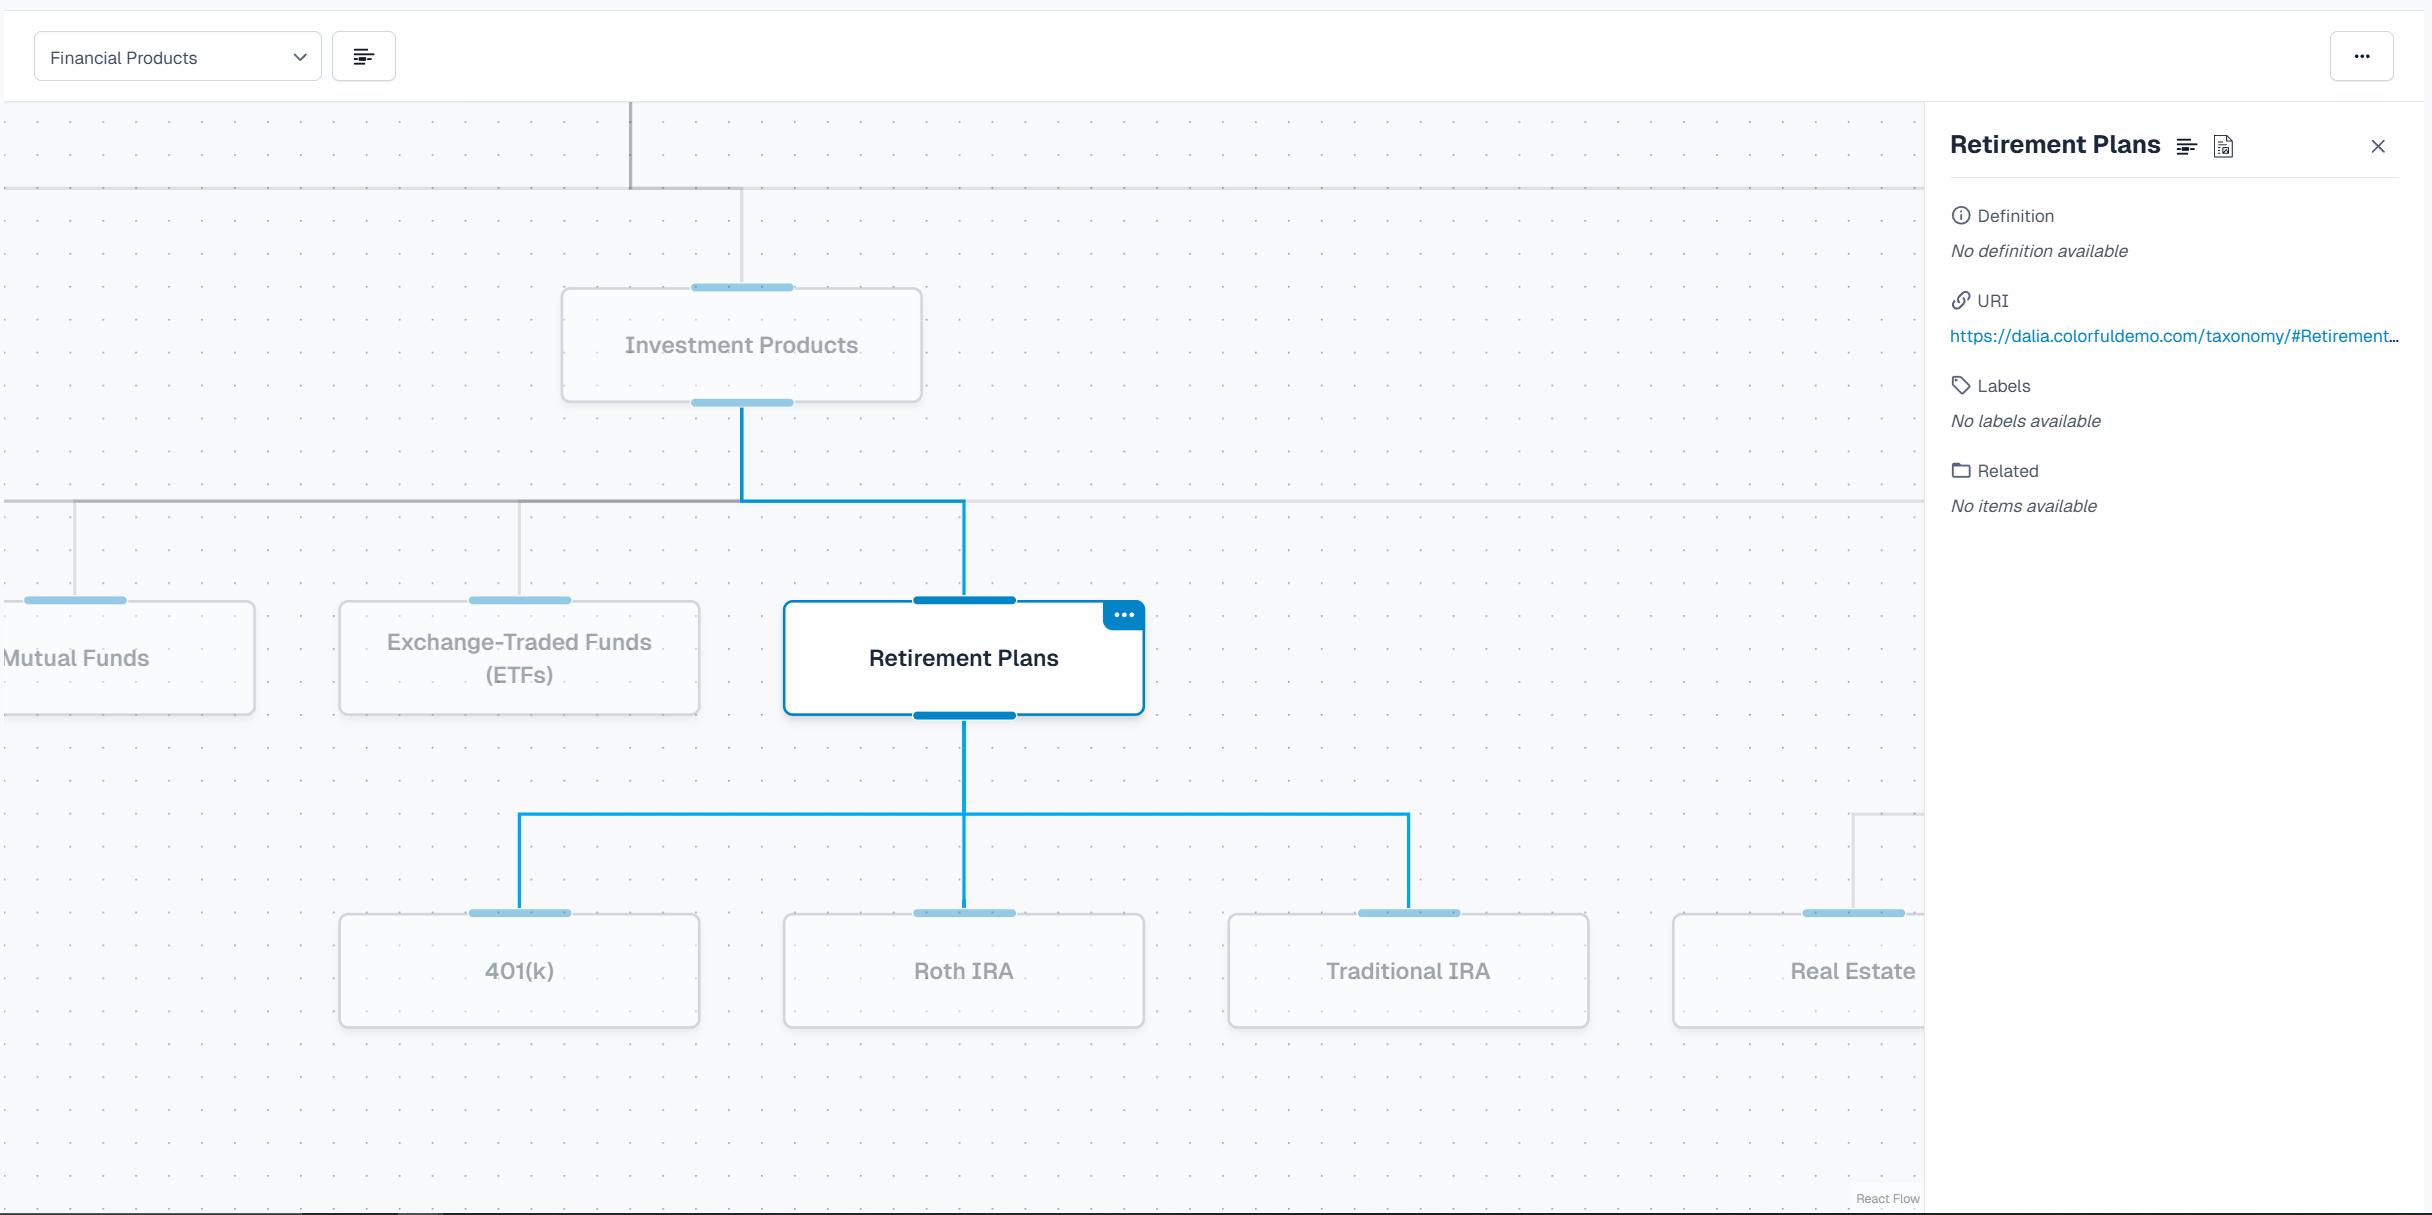 Financial Products
Retirement Plans
Definition
No definition available
URI
https://dalia.colorfuldemo.com/taxonomy/#Retirement...
Labels
No labels available
Related
No items available
Investment Products
Mutual Funds
Exchange-Traded Funds
(ETFs)
Retirement Plans
401(k)
Roth IRA
Traditional IRA
Real Estate
React Flow